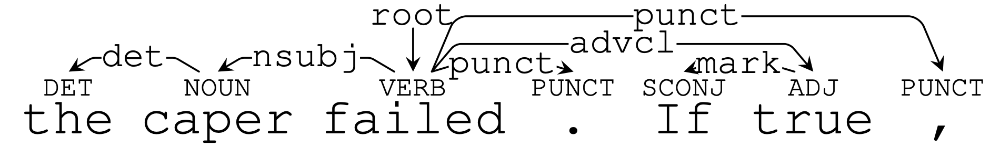 root punct
advcl
det nsubj punct mark
DET NOUN VERB PUNCT SCONJ ADJ PUNCT
the caper failed . If true ,